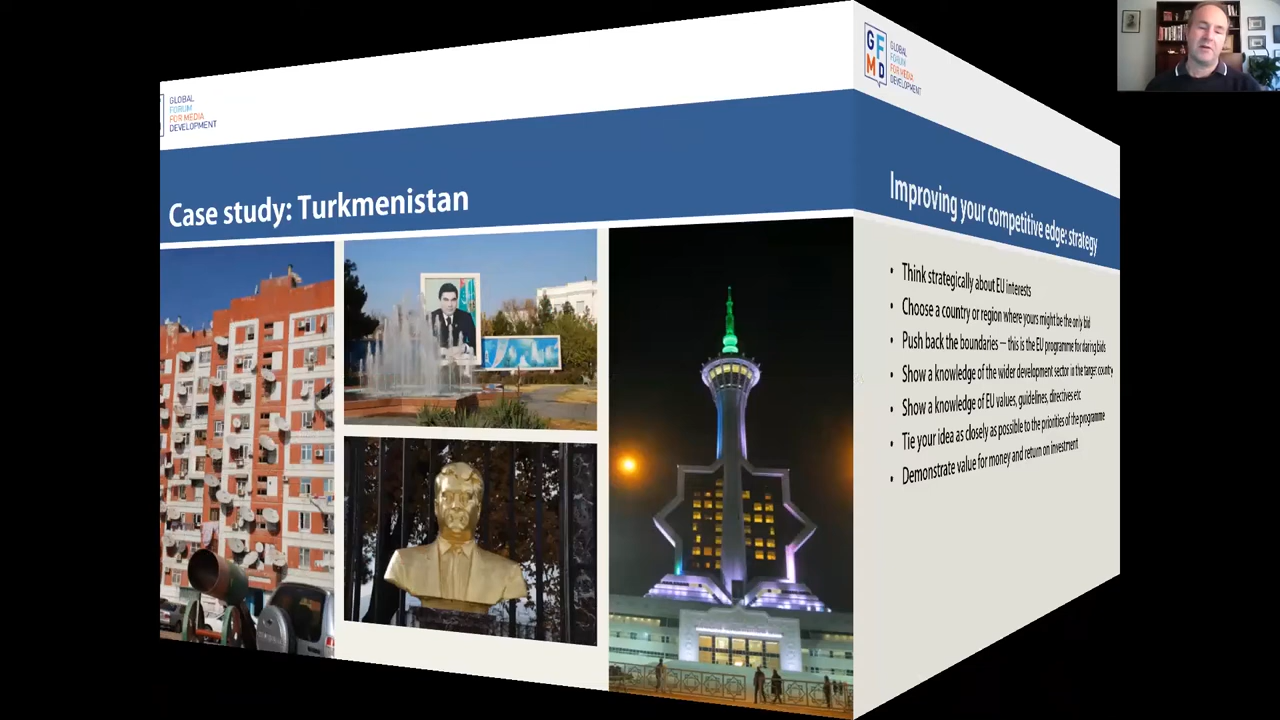 GLOBAL
FORUM
FOR MEDIA
DEVELOPMENT
Case study: Turkmenistan
G F
M D
GLOBAL
FORUM
FOR MEDIA
DEVELOPMENT
Improving your competitive edge: strategy
• Think strategically about EU interests
• Choose a country or region where yours might be the only bid
• Push back the boundaries – this is the EU programme for daring bids
• Show a knowledge of the wider development sector in the target country
• Show a knowledge of EU values, guidelines, directives etc
• Tie your idea as closely as possible to the priorities of the programme
• Demonstrate value for money and return on investment